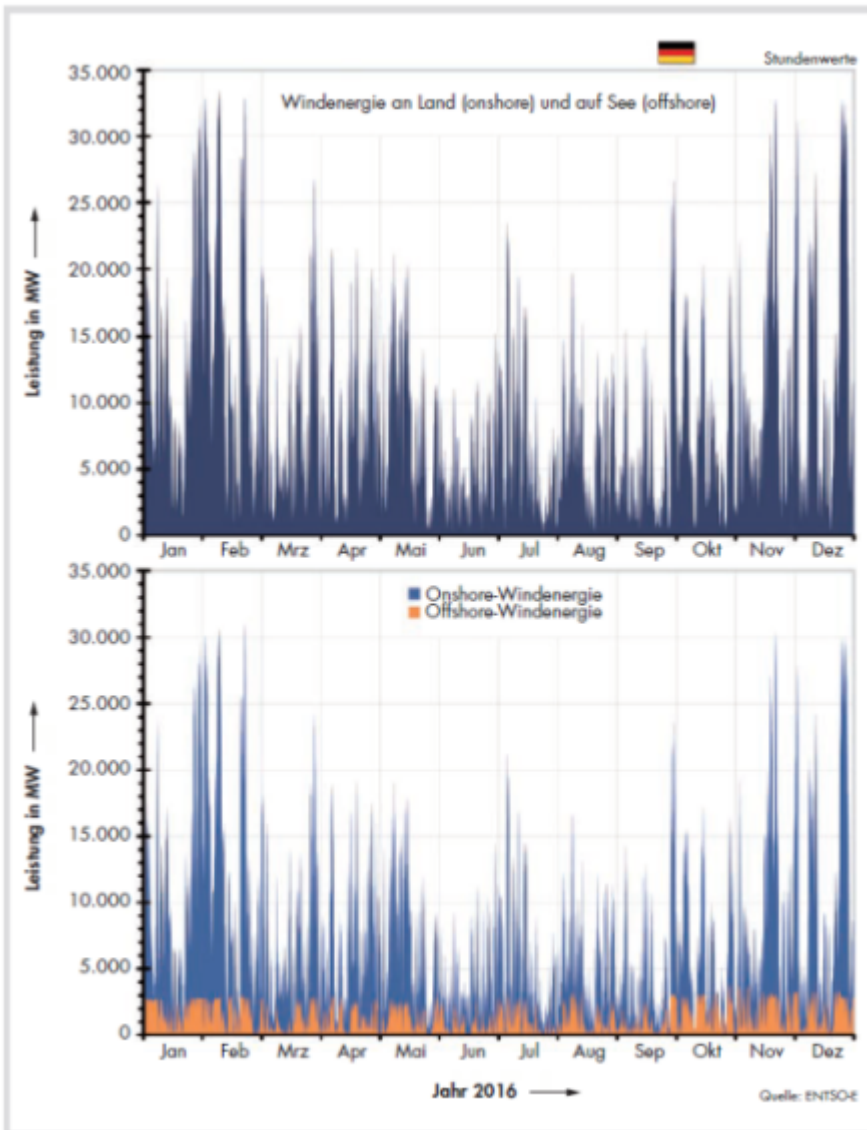 Stundenwerte
35.000
Windenergie an Land (onshore) und auf See (offshore)
30.000
25.000
20.000
15.000
10.000
5.000
0
Leistung in MW
Jan Feb Mrz Apr Mai Jun Jul Aug Sep Okt Nov Dez
35.000
Onshore-Windenergie
Offshore-Windenergie
30.000
25.000
20.000
15.000
10.000
5.000
0
Leistung in MW
Jan Feb Mrz Apr Mai Jun Jul Aug Sep Okt Nov Dez
Jahr 2016
Quelle: ENTSO-E